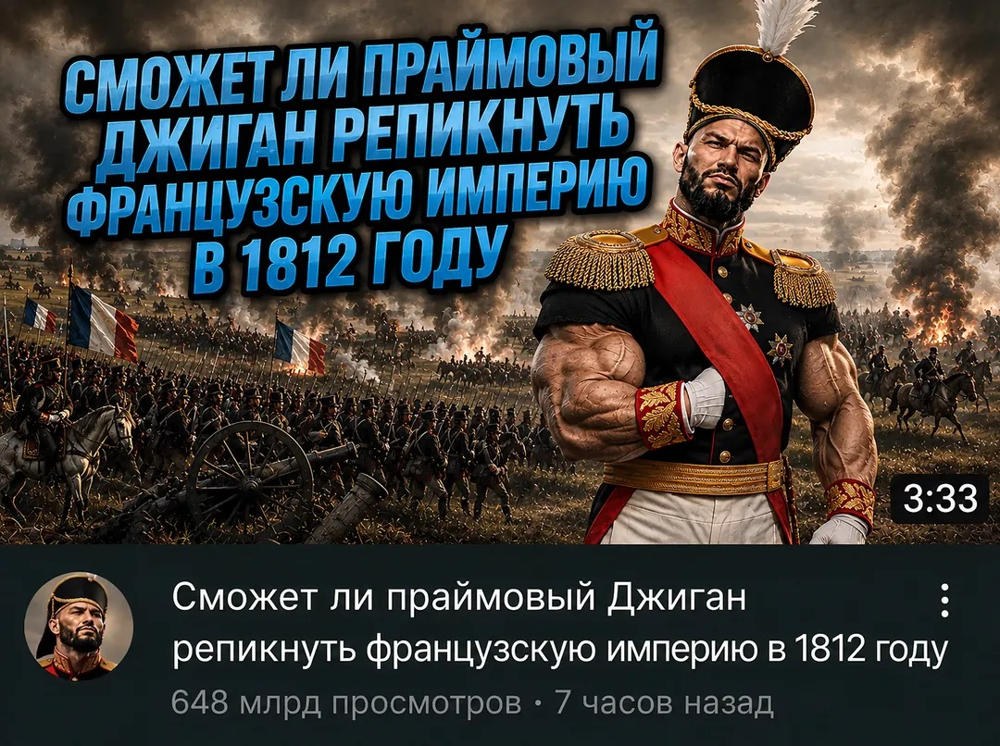 СМОЖЕТ ЛИ ПРАЙМОВЫЙ
ДЖИГАН РЕПИКНУТЬ
ФРАНЦУЗСКУЮ ИМПЕРИЮ
В 1812 ГОДУ
3:33
Сможет ли праймовый Джиган
репикнуть французскую империю в 1812 году
648 млрд просмотров • 7 часов назад